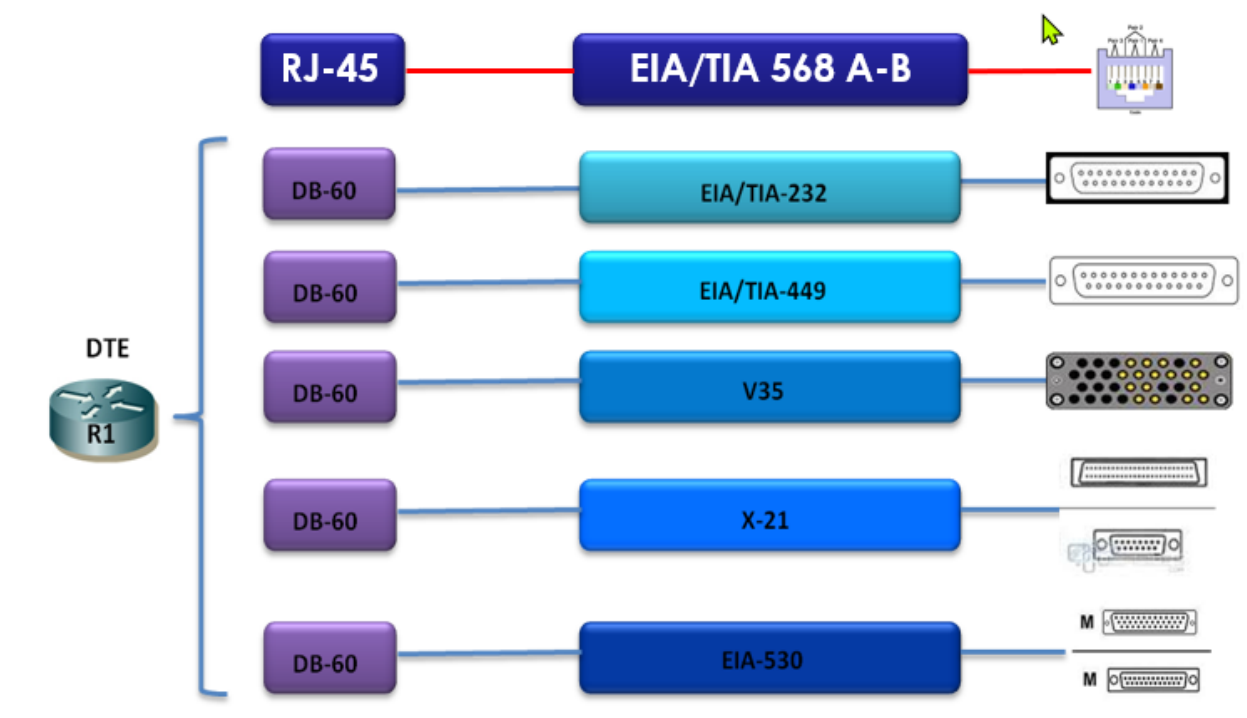 RJ-45 EIA/TIA 568 A-B
Pair 2
Pair 3 Pair 1 Pair 4
DB-60 EIA/TIA-232
DB-60 EIA/TIA-449
DTE
R1
DB-60 V35
DB-60 X-21
DB-60 EIA-530
M
M